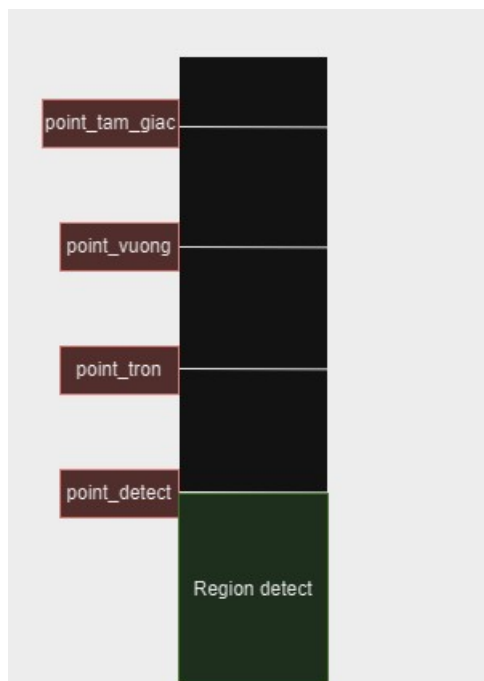 point_tam_giac
point_vuong
point_tron
point_detect
Region detect